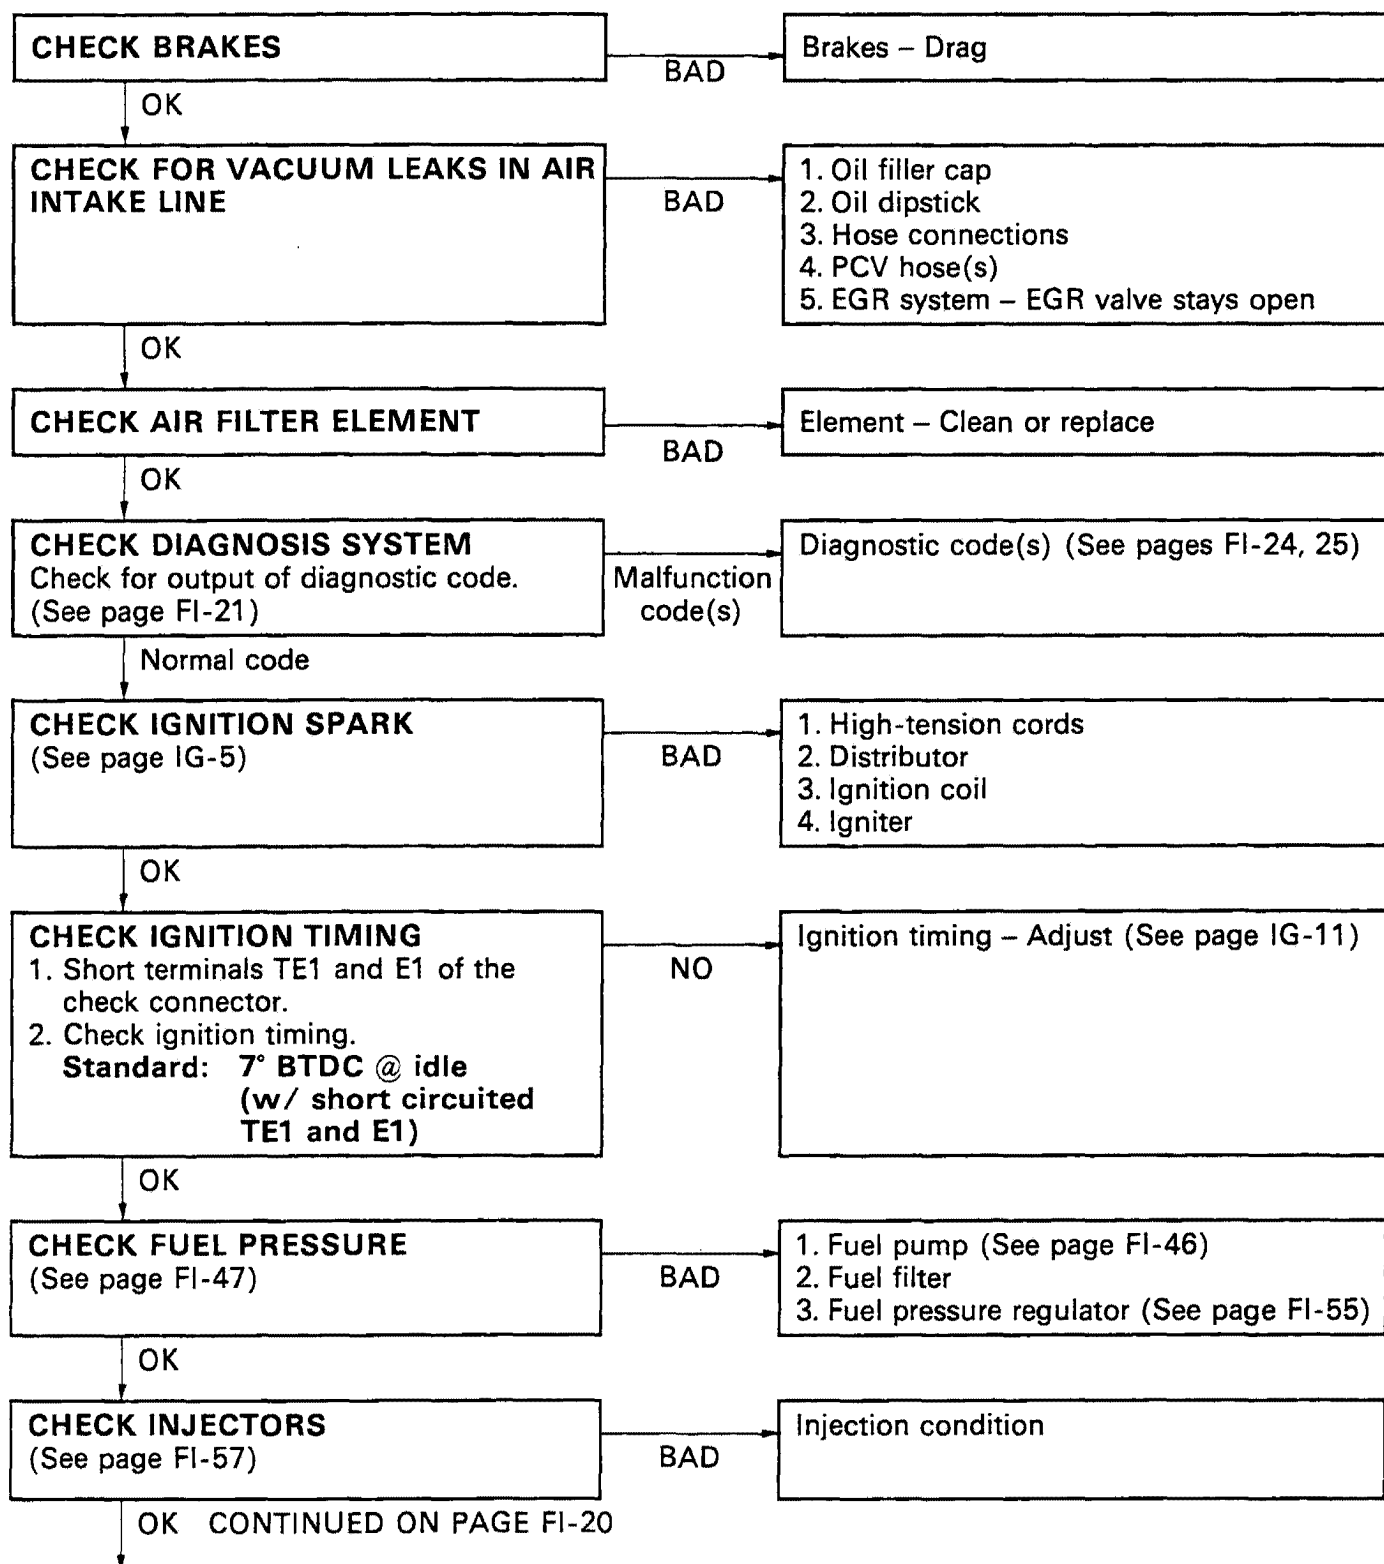 CHECK BRAKES
BAD
Brakes – Drag
OK
CHECK FOR VACUUM LEAKS IN AIR
INTAKE LINE
BAD
1. Oil filler cap
2. Oil dipstick
3. Hose connections
4. PCV hose(s)
5. EGR system – EGR valve stays open
OK
CHECK AIR FILTER ELEMENT
BAD
Element – Clean or replace
OK
CHECK DIAGNOSIS SYSTEM
Check for output of diagnostic code.
(See page FI-21)
Malfunction
code(s)
Diagnostic code(s) (See pages FI-24, 25)
Normal code
CHECK IGNITION SPARK
(See page IG-5)
BAD
1. High-tension cords
2. Distributor
3. Ignition coil
4. Igniter
OK
CHECK IGNITION TIMING
1. Short terminals TE1 and E1 of the
check connector.
2. Check ignition timing.
Standard: 7° BTDC @ idle
(w/ short circuited
TE1 and E1)
NO
Ignition timing – Adjust (See page IG-11)
OK
CHECK FUEL PRESSURE
(See page FI-47)
BAD
1. Fuel pump (See page FI-46)
2. Fuel filter
3. Fuel pressure regulator (See page FI-55)
OK
CHECK INJECTORS
(See page FI-57)
BAD
Injection condition
OK CONTINUED ON PAGE FI-20